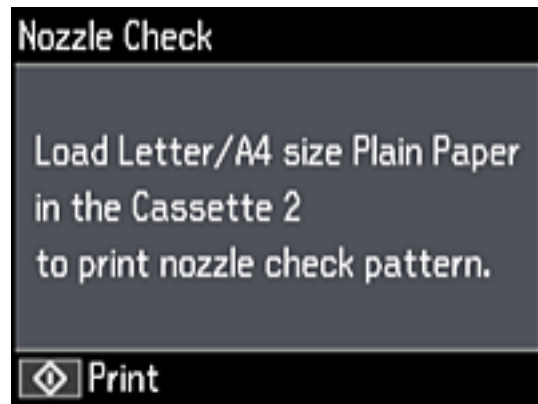 Nozzle Check
Load Letter/A4 size Plain Paper
in the Cassette 2
to print nozzle check pattern.
Print